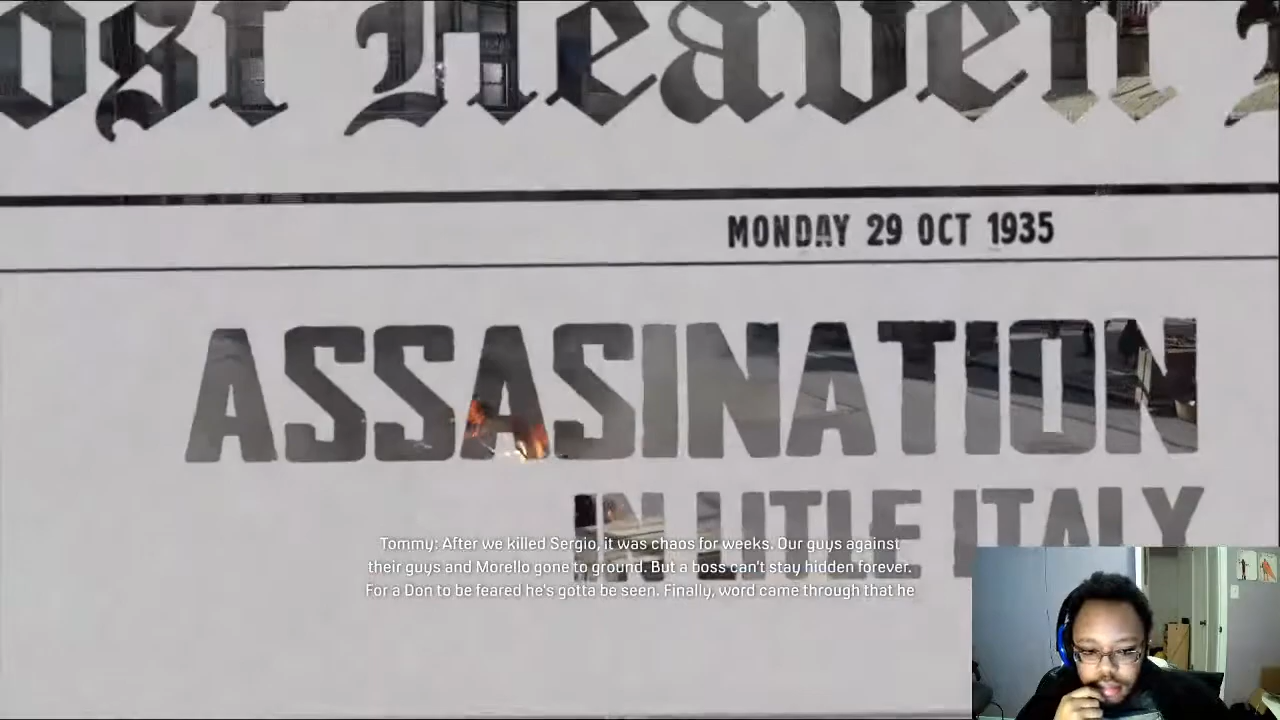 ost Heaven
MONDAY 29 OCT 1935
ASSASINATION
IN LITLE ITALY
Tommy: After we killed Sergio, it was chaos for weeks. Our guys against
their guys and Morello gone to ground. But a boss can't stay hidden forever.
For a Don to be feared he's gotta be seen. Finally, word came through that he